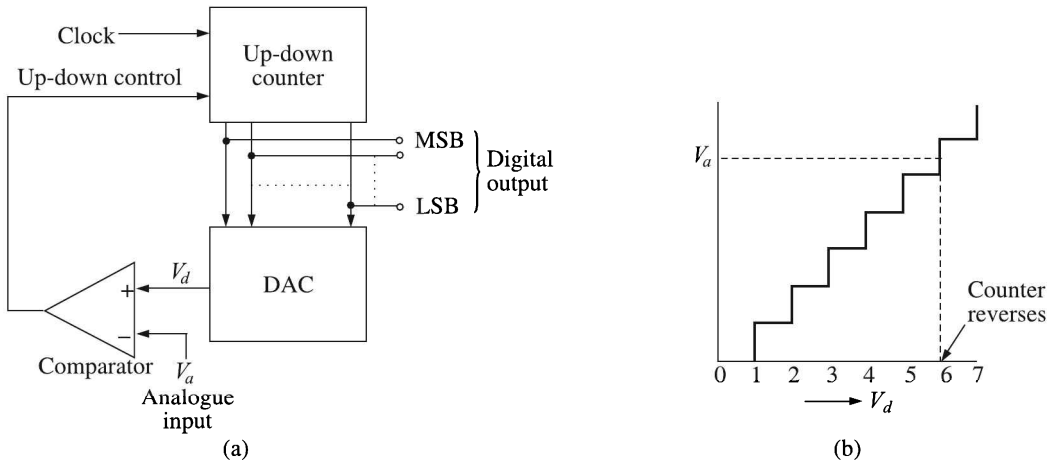 Clock
Up-down control
Up-down
counter
MSB
Digital
output
LSB
DAC
V_d
+
−
Comparator
V_a
Analogue
input
(a)
V_a
Counter
reverses
0 1 2 3 4 5 6 7
V_d
(b)